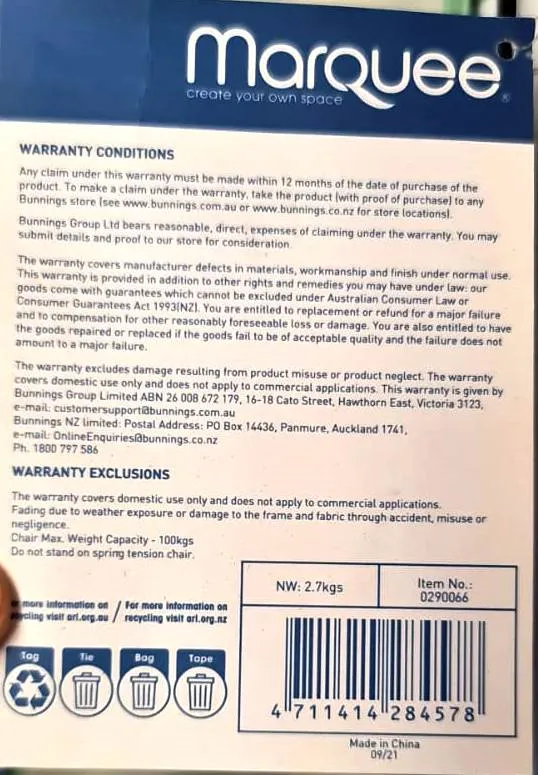 Marquee®
create your own space
WARRANTY CONDITIONS
Any claim under this warranty must be made within 12 months of the date of purchase of the
product. To make a claim under the warranty, take the product (with proof of purchase) to any
Bunnings store (see www.bunnings.com.au or www.bunnings.co.nz for store locations).
Bunnings Group Ltd bears reasonable, direct, expenses of claiming under the warranty. You may
submit details and proof to our store for consideration.
The warranty covers manufacturer defects in materials, workmanship and finish under normal use.
This warranty is provided in addition to other rights and remedies you may have under law: our
goods come with guarantees which cannot be excluded under Australian Consumer Law or
Consumer Guarantees Act 1993(NZ). You are entitled to replacement or refund for a major failure
and to compensation for other reasonably foreseeable loss or damage. You are also entitled to have
the goods repaired or replaced if the goods fail to be of acceptable quality and the failure does not
amount to a major failure.
The warranty excludes damage resulting from product misuse or product neglect. The warranty
covers domestic use only and does not apply to commercial applications. This warranty is given by
Bunnings Group Limited ABN 26 008 672 179, 16-18 Cato Street, Hawthorn East, Victoria 3123,
e-mail: customersupport@bunnings.com.au
Bunnings NZ limited: Postal Address: PO Box 14436, Panmure, Auckland 1741,
e-mail: OnlineEnquiries@bunnings.co.nz
Ph. 1800 797 586
WARRANTY EXCLUSIONS
The warranty covers domestic use only and does not apply to commercial applications.
Fading due to weather exposure or damage to the frame and fabric through accident, misuse or
negligence.
Chair Max. Weight Capacity - 100kgs
Do not stand on spring tension chair.
NW: 2.7kgs
Item No.:
0290066
more information on / For more information on
visit arl.org.au / recycling visit arl.org.nz
Tag Tie Bag Tape
4 711414 284578
Made in China
09/21